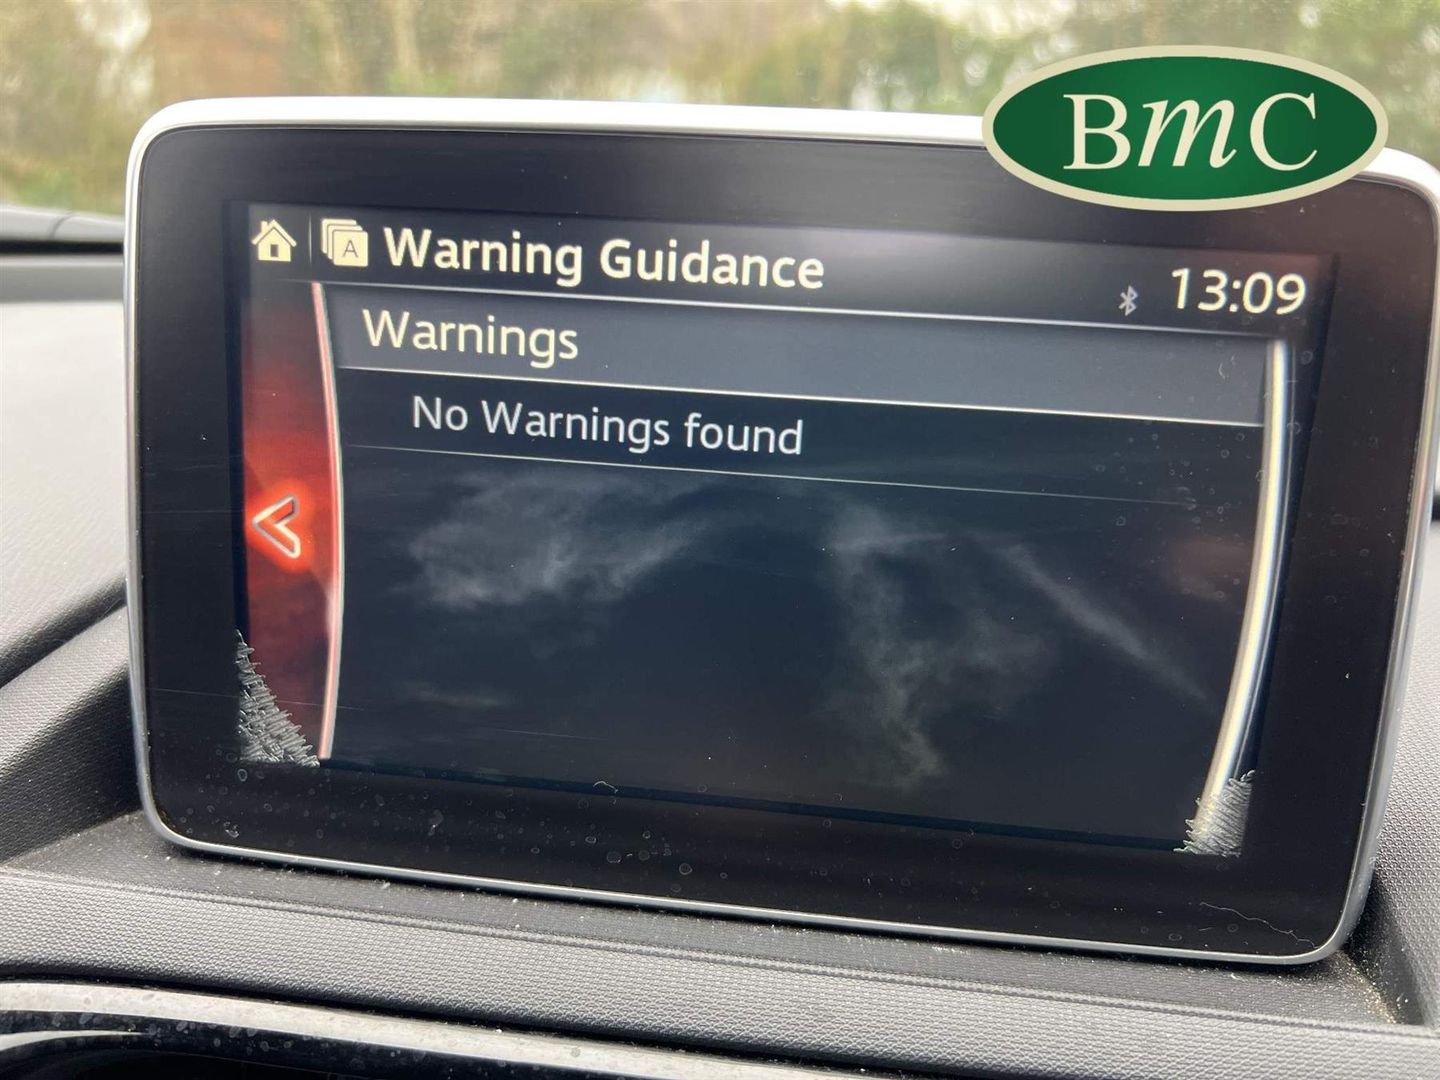 BmC
A Warning Guidance
13:09
Warnings
No Warnings found